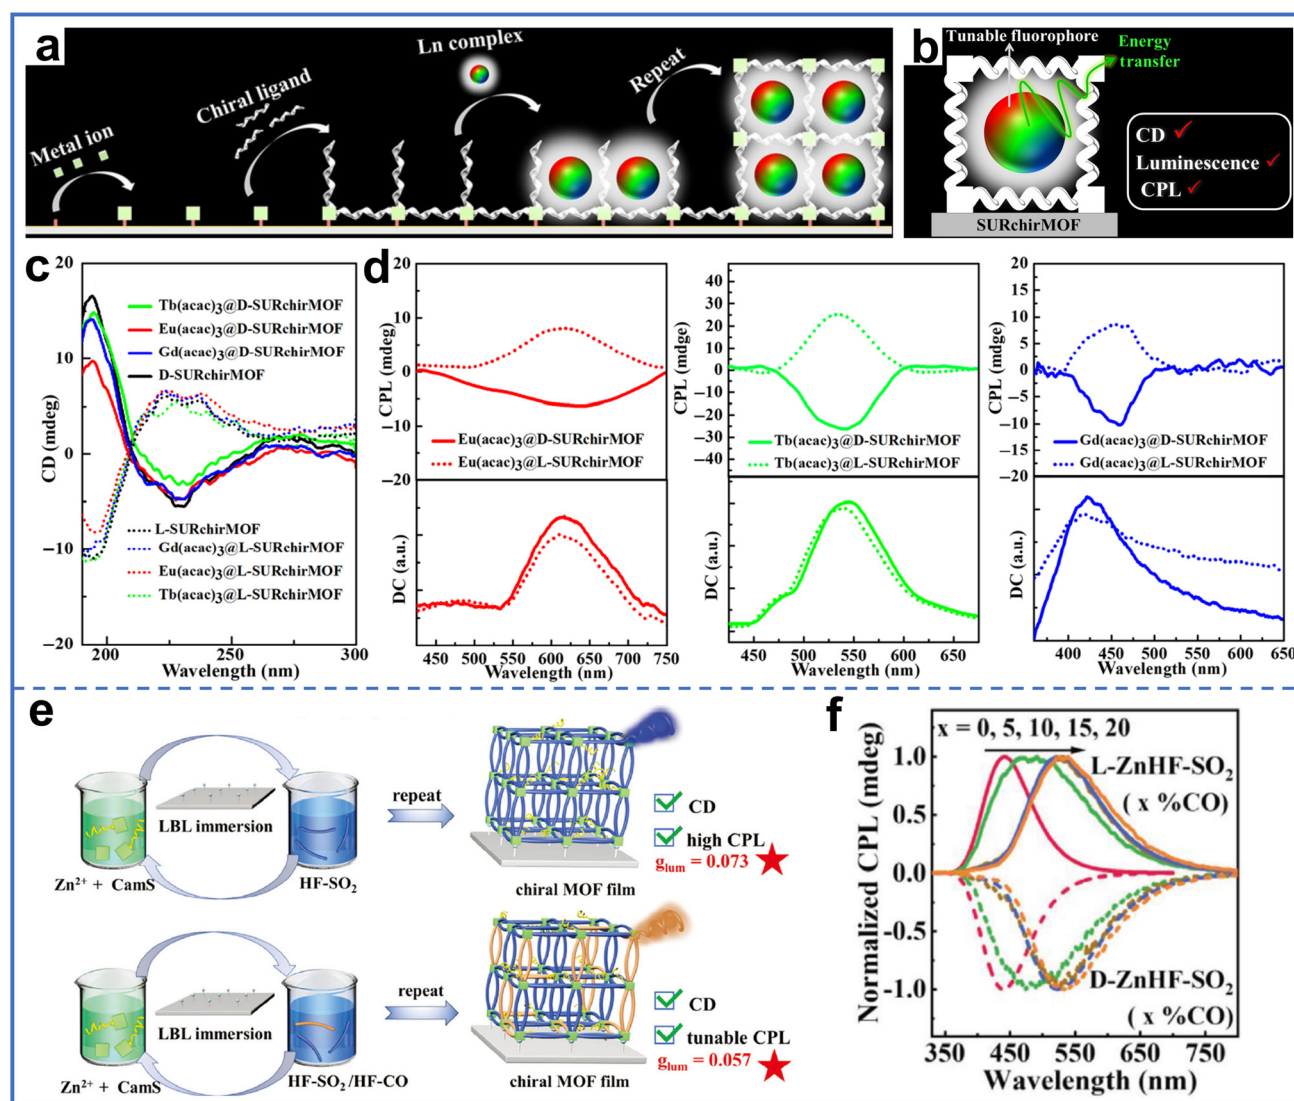 a
Metal ion
Chiral ligand
Ln complex
Repeat
b
Tunable fluorophore
Energy
transfer
CD ✓
Luminescence ✓
CPL ✓
SURchirMOF
c
20
10
0
−10
−20
CD (mdeg)
Tb(acac)3@D-SURchirMOF
Eu(acac)3@D-SURchirMOF
Gd(acac)3@D-SURchirMOF
D-SURchirMOF
L-SURchirMOF
Gd(acac)3@L-SURchirMOF
Eu(acac)3@L-SURchirMOF
Tb(acac)3@L-SURchirMOF
200 250 300
Wavelength (nm)
d
20
10
0
−10
−20
CPL (mdeg)
Eu(acac)3@D-SURchirMOF
Eu(acac)3@L-SURchirMOF
DC (a.u.)
450 500 550 600 650 700 750
Wavelength (nm)
40
30
20
10
0
−10
−20
−30
−40
CPL (mdge)
Tb(acac)3@D-SURchirMOF
Tb(acac)3@L-SURchirMOF
DC (a.u.)
450 500 550 600 650
Wavelength (nm)
20
15
10
5
0
−5
−10
−15
−20
CPL (mdge)
Gd(acac)3@D-SURchirMOF
Gd(acac)3@L-SURchirMOF
DC (a.u.)
400 450 500 550 600 650
Wavelength (nm)
e
LBL immersion
Zn²⁺ + CamS
HF-SO₂
repeat
chiral MOF film
CD
high CPL
g_lum = 0.073
LBL immersion
Zn²⁺ + CamS
HF-SO₂/HF-CO
repeat
chiral MOF film
CD
tunable CPL
g_lum = 0.057
f
x = 0, 5, 10, 15, 20
L-ZnHF-SO₂
( x %CO)
D-ZnHF-SO₂
( x %CO)
1.0
0.5
0.0
-0.5
-1.0
Normalized CPL (mdeg)
350 450 550 650 750
Wavelength (nm)